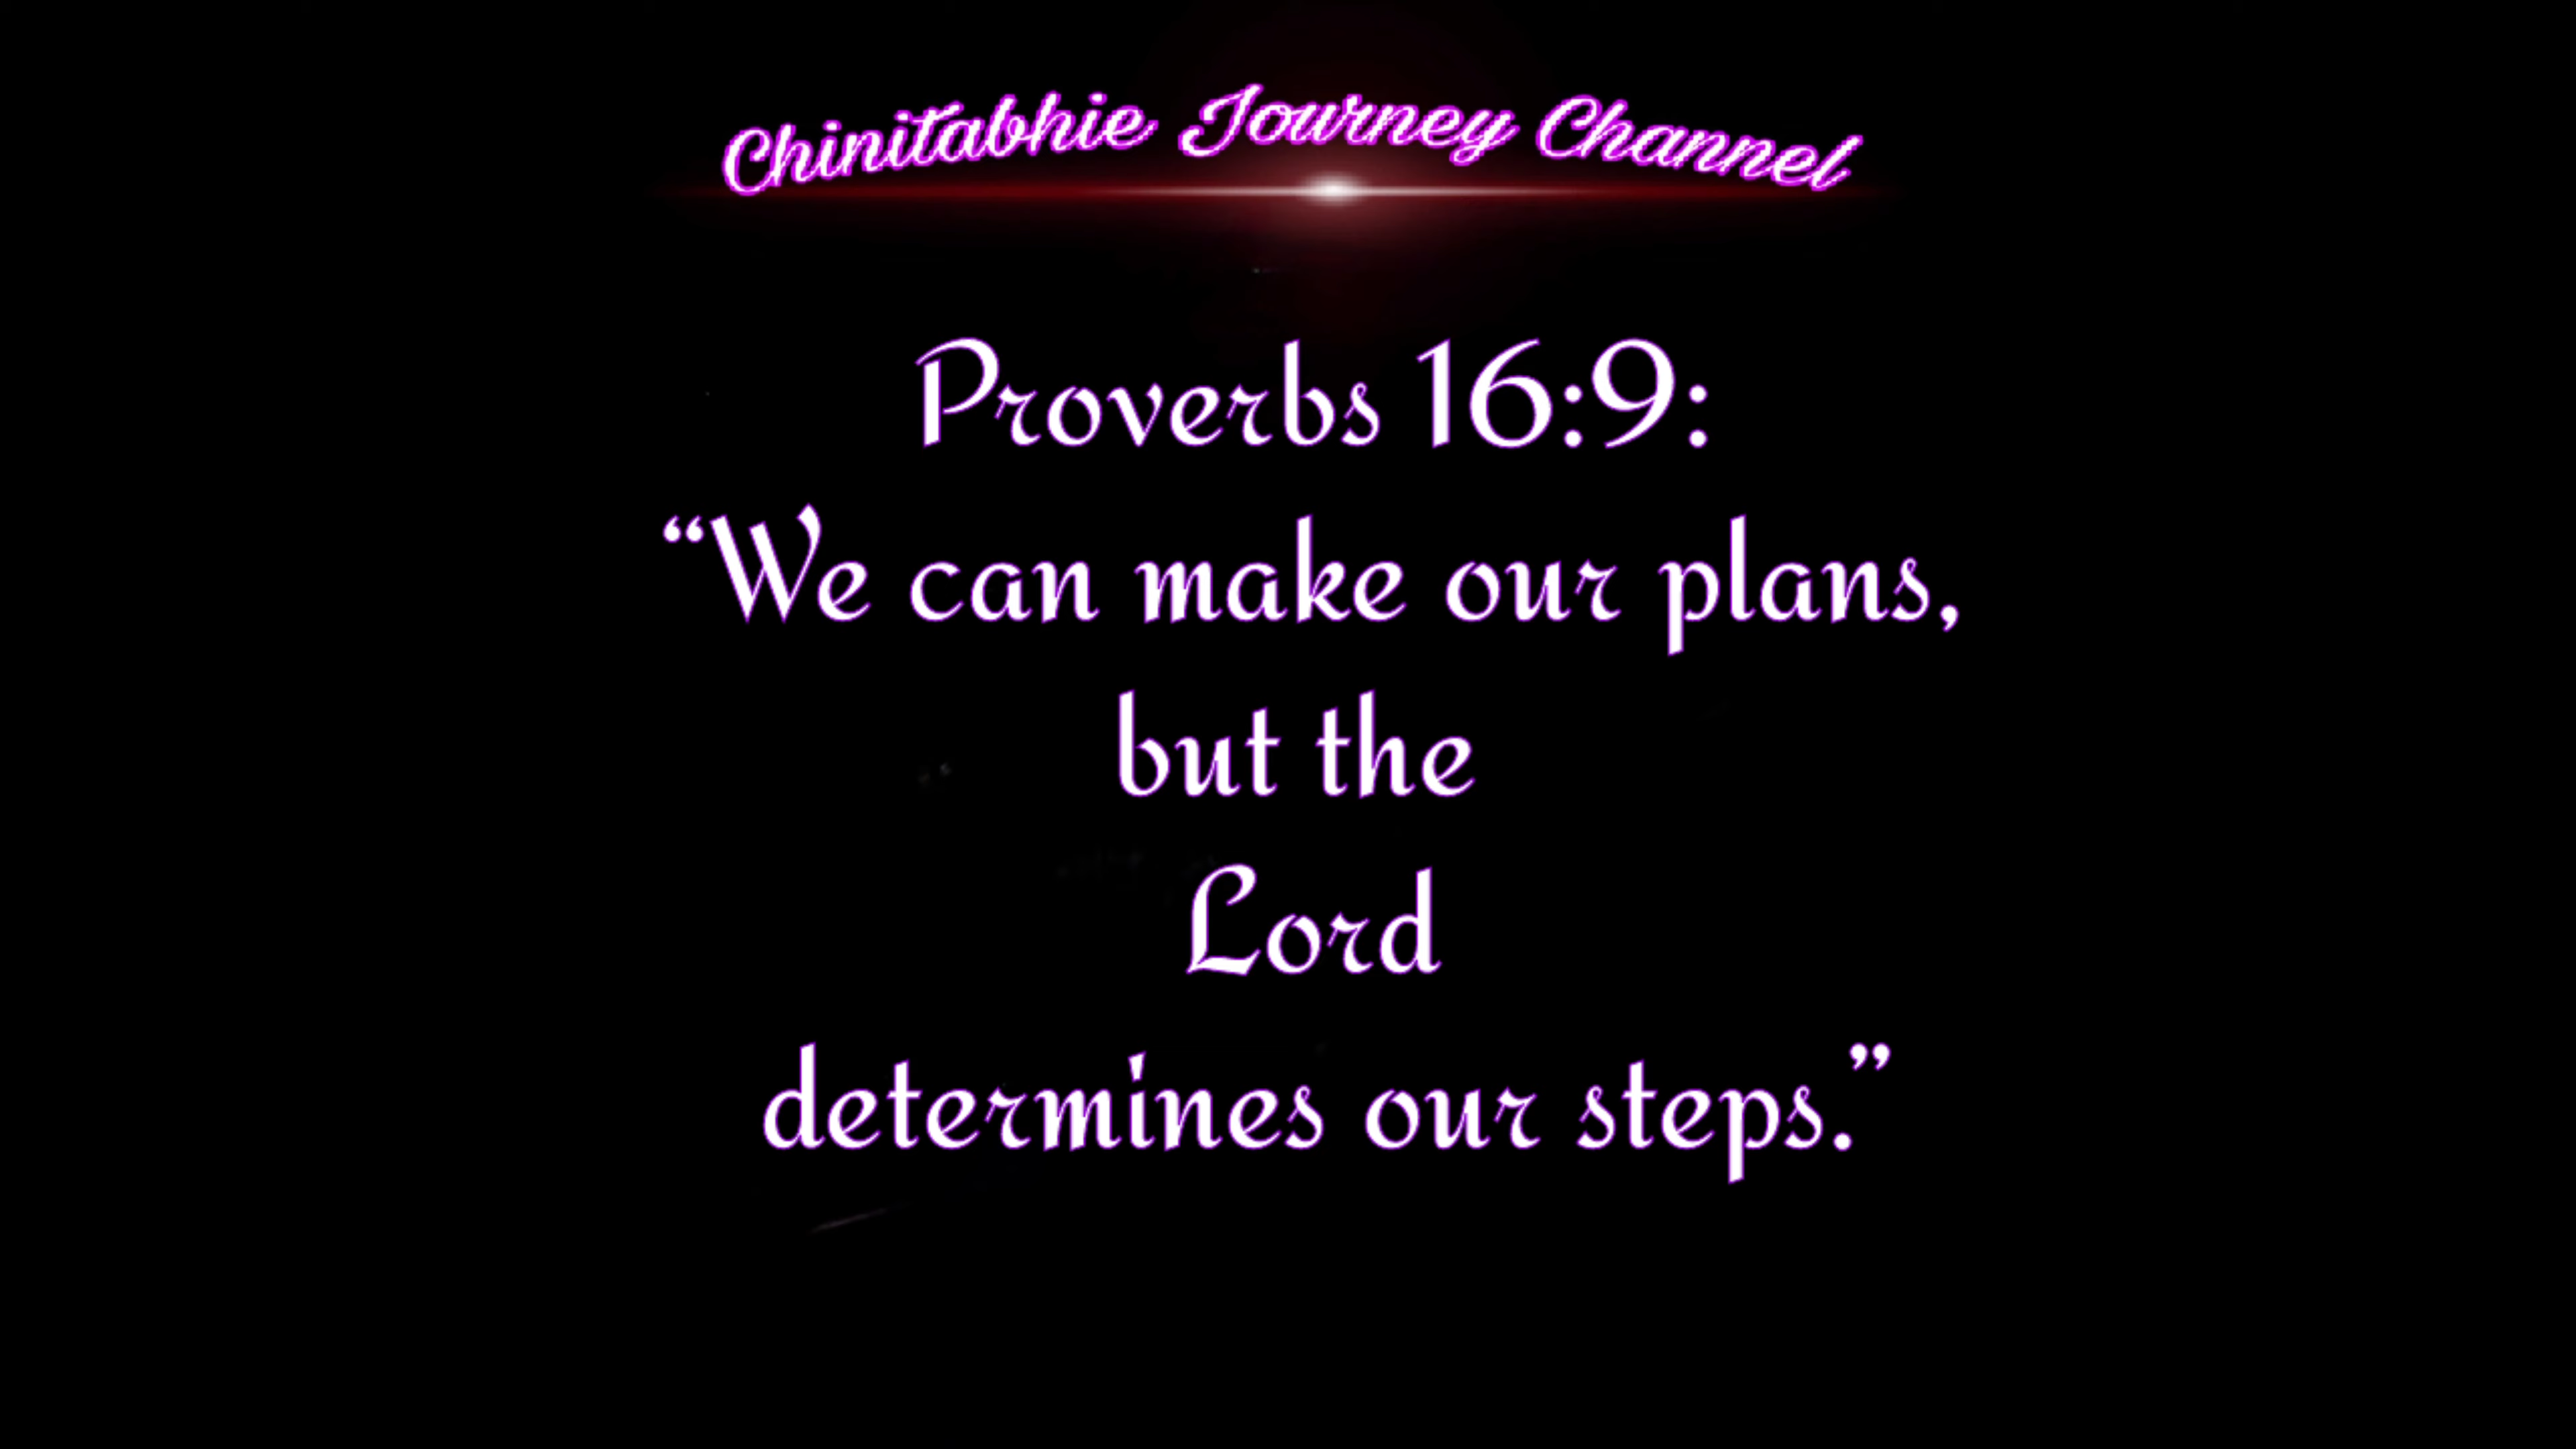 Chinitabhie Journey Channel
Proverbs 16:9:
“We can make our plans,
but the
Lord
determines our steps.”